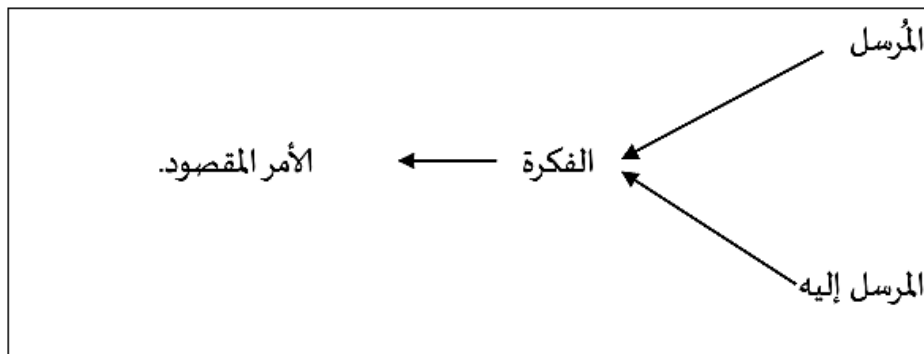 المُرسل
الفكرة
الأمر المقصود.
المرسل إليه